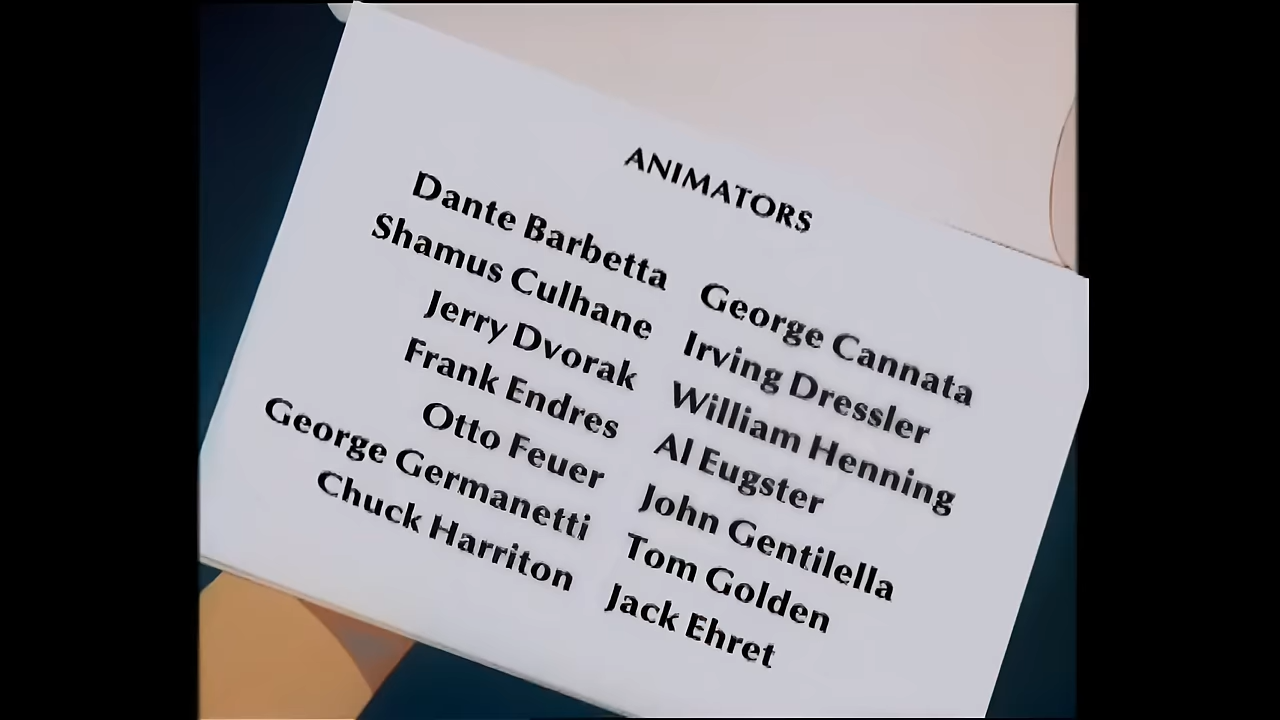 ANIMATORS
Dante Barbetta George Cannata
Shamus Culhane Irving Dressler
Jerry Dvorak William Henning
Frank Endres Al Eugster
Otto Feuer John Gentilella
George Germanetti Tom Golden
Chuck Harriton Jack Ehret